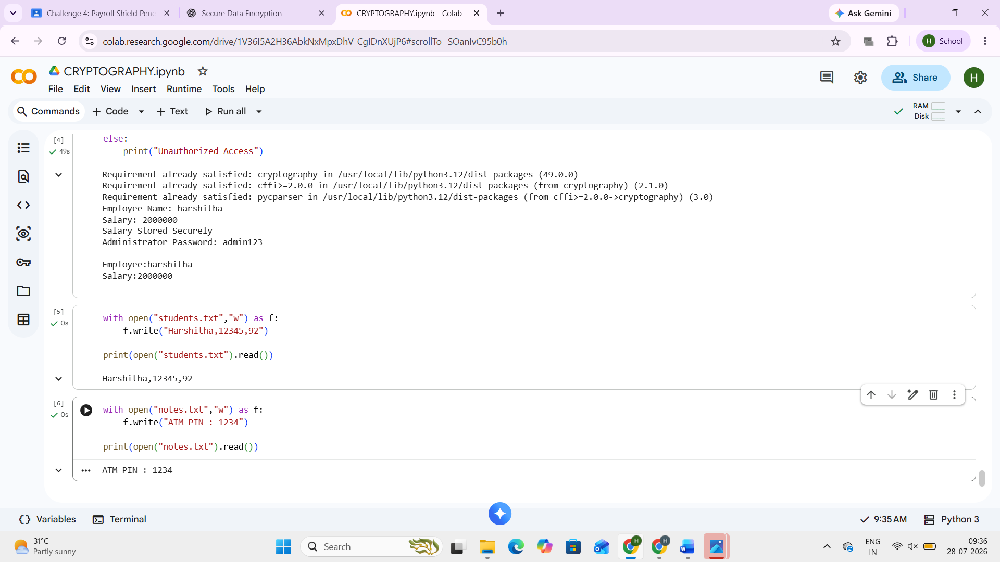 Challenge 4: Payroll Shield Pene
Secure Data Encryption
CRYPTOGRAPHY.ipynb - Colab
Ask Gemini
colab.research.google.com/drive/1V36I5A2H36AbkNxMpxDhV-CgIDnXUjP6#scrollTo=SOanIvC95b0h
H School
CRYPTOGRAPHY.ipynb
File Edit View Insert Runtime Tools Help
Share
H
Commands + Code + Text Run all
RAM
Disk
[4]
49s
else:
print("Unauthorized Access")
Requirement already satisfied: cryptography in /usr/local/lib/python3.12/dist-packages (49.0.0)
Requirement already satisfied: cffi>=2.0.0 in /usr/local/lib/python3.12/dist-packages (from cryptography) (2.1.0)
Requirement already satisfied: pycparser in /usr/local/lib/python3.12/dist-packages (from cffi>=2.0.0->cryptography) (3.0)
Employee Name: harshitha
Salary: 2000000
Salary Stored Securely
Administrator Password: admin123
Employee:harshitha
Salary:2000000
[5]
0s
with open("students.txt","w") as f:
f.write("Harshitha,12345,92")
print(open("students.txt").read())
Harshitha,12345,92
[6]
0s
with open("notes.txt","w") as f:
f.write("ATM PIN : 1234")
print(open("notes.txt").read())
ATM PIN : 1234
Variables
Terminal
9:35 AM
Python 3
31°C
Partly sunny
Search
ENG
IN
09:36
28-07-2026